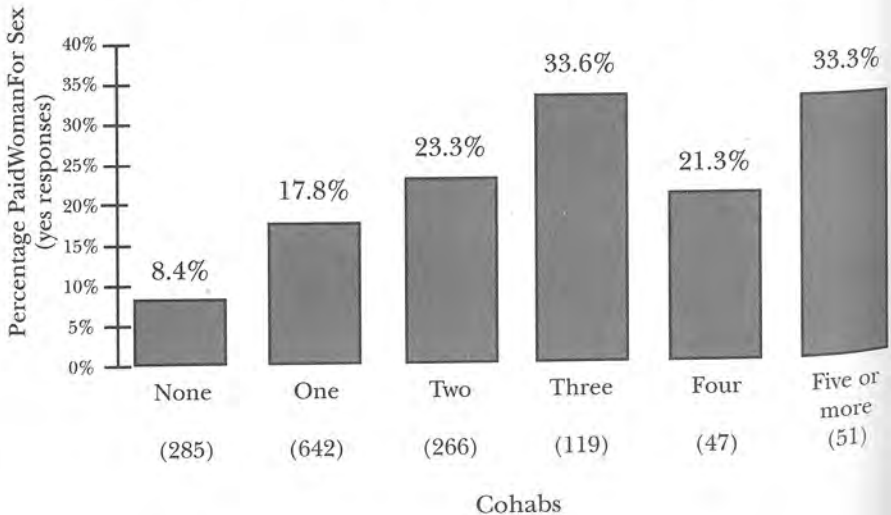 Percentage PaidWomanFor Sex
(yes responses)
40%
35%
30%
25%
20%
15%
10%
5%
0%
8.4%
17.8%
23.3%
33.6%
21.3%
33.3%
None
One
Two
Three
Four
Five or
more
(285)
(642)
(266)
(119)
(47)
(51)
Cohabs